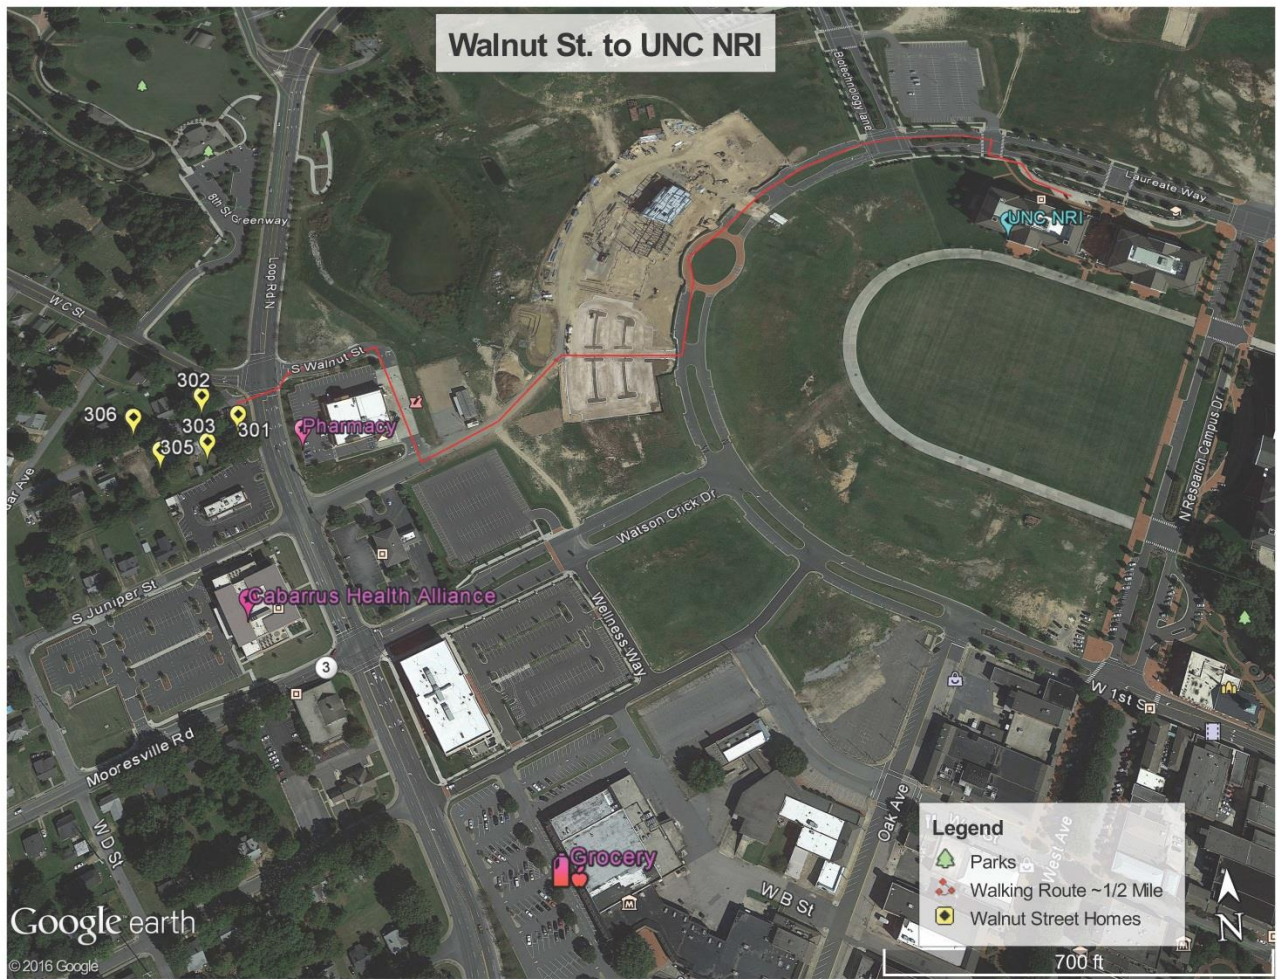 Walnut St. to UNC NRI
Biotechnology lane
Laureate Way
UNC NRI
8th St Greenway
Loop Rd N
W C St
S Walnut St
302
306
303
301
305
Pharmacy
N Research Campus Dr
Watson Crick Dr
S Juniper St
Cabarrus Health Alliance
Wellness Way
3
W 1st S
Mooresville Rd
W D St
Oak Ave
West Ave
Grocery
W B St
Legend
Parks
Walking Route ~1/2 Mile
Walnut Street Homes
N
700 ft
Google earth
© 2016 Google